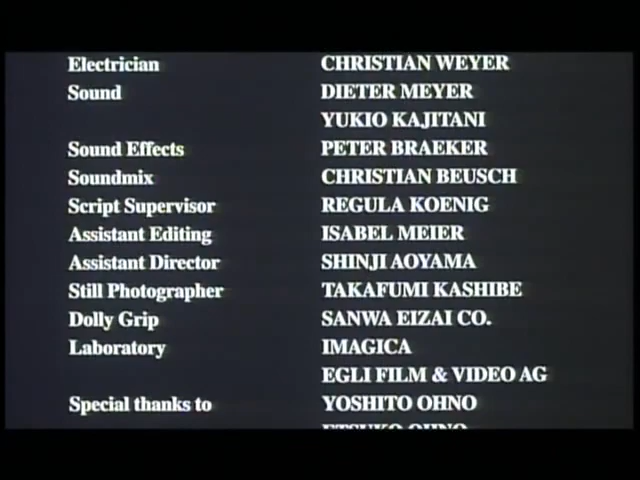 Electrician CHRISTIAN WEYER
Sound DIETER MEYER
YUKIO KAJITANI
Sound Effects PETER BRAEKER
Soundmix CHRISTIAN BEUSCH
Script Supervisor REGULA KOENIG
Assistant Editing ISABEL MEIER
Assistant Director SHINJI AOYAMA
Still Photographer TAKAFUMI KASHIBE
Dolly Grip SANWA EIZAI CO.
Laboratory IMAGICA
EGLI FILM & VIDEO AG
Special thanks to YOSHITO OHNO
ETSUKO OHNO